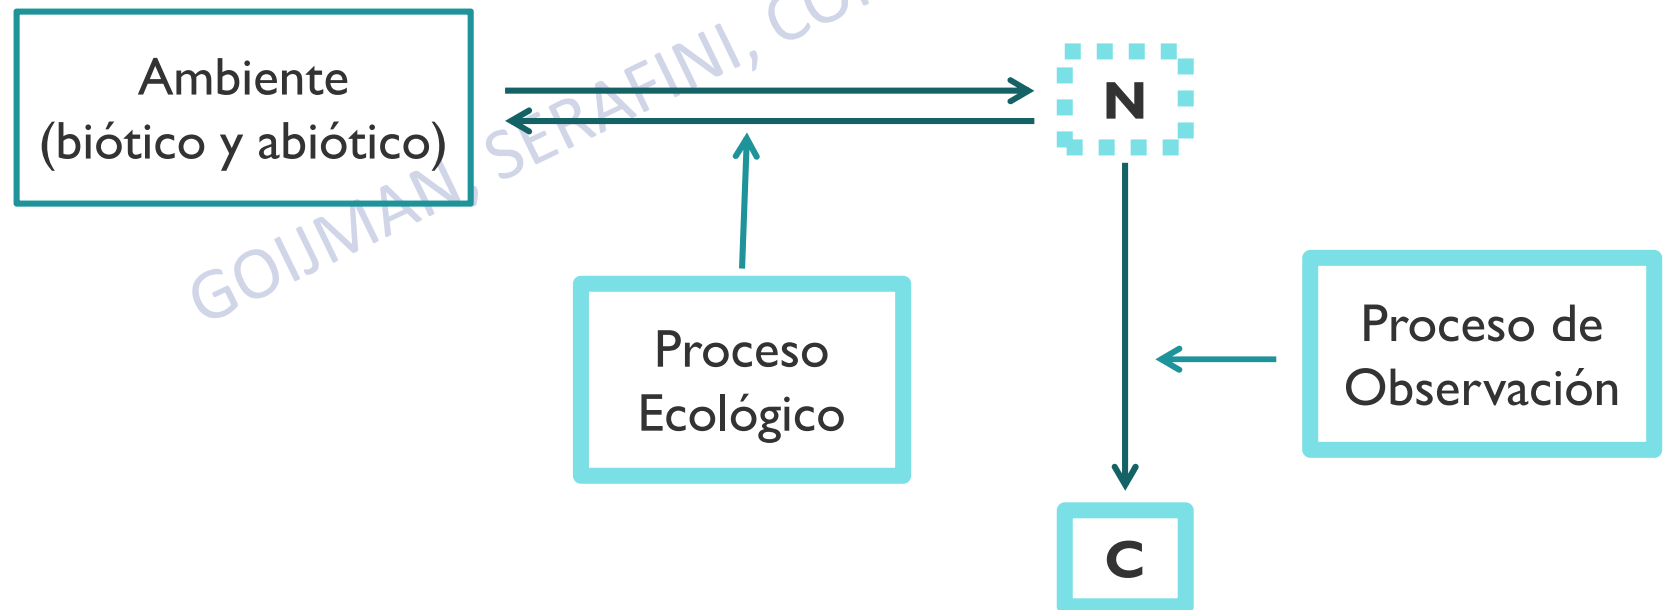 Ambiente
(biótico y abiótico)
N
GOIJMAN, SERAFINI,
Proceso
Ecológico
Proceso de
Observación
C